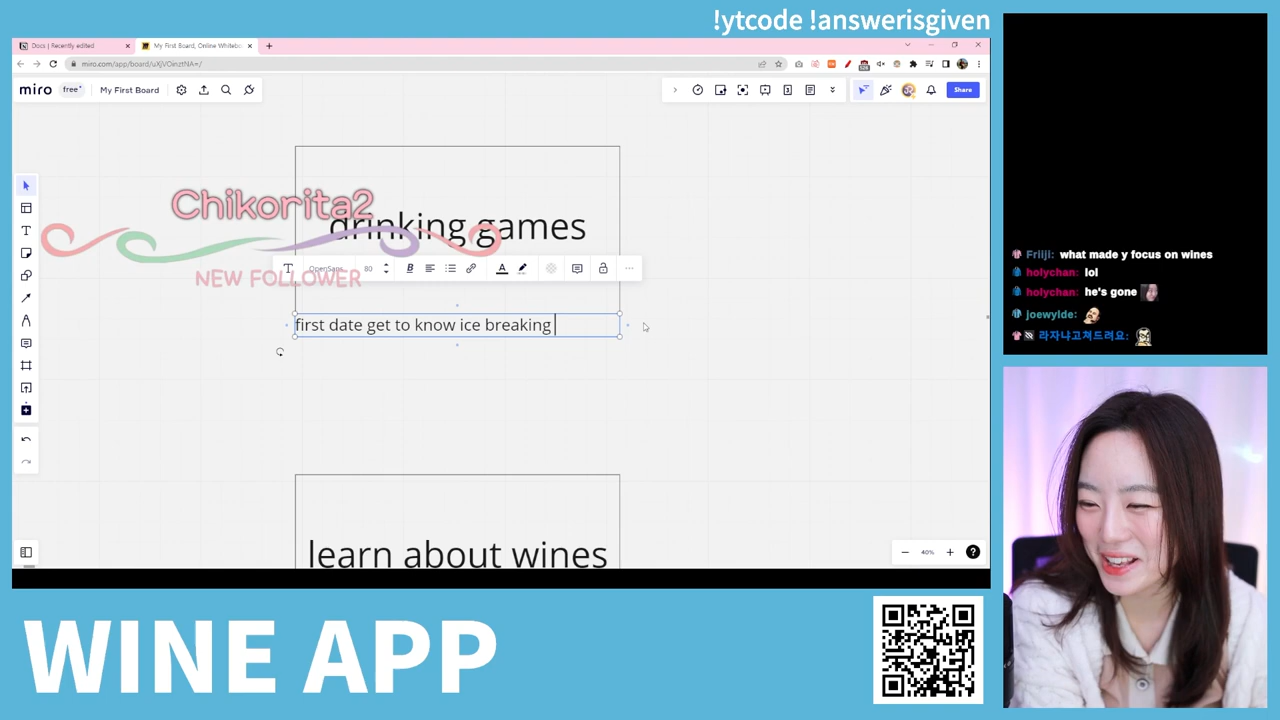 !ytcode !answerisgiven
Docs | Recently edited
My First Board, Online Whiteb
miro.com/app/board/uXjVOinztNA=/
miro
free
My First Board
Share
Chikorita2
drinking games
NEW FOLLOWER
OpenSans
80
B
A
first date get to know ice breaking
learn about wines
40%
Friiji: what made y focus on wines
holychan: lol
holychan: he's gone
joewylde:
라자냐고쳐드려요:
WINE APP